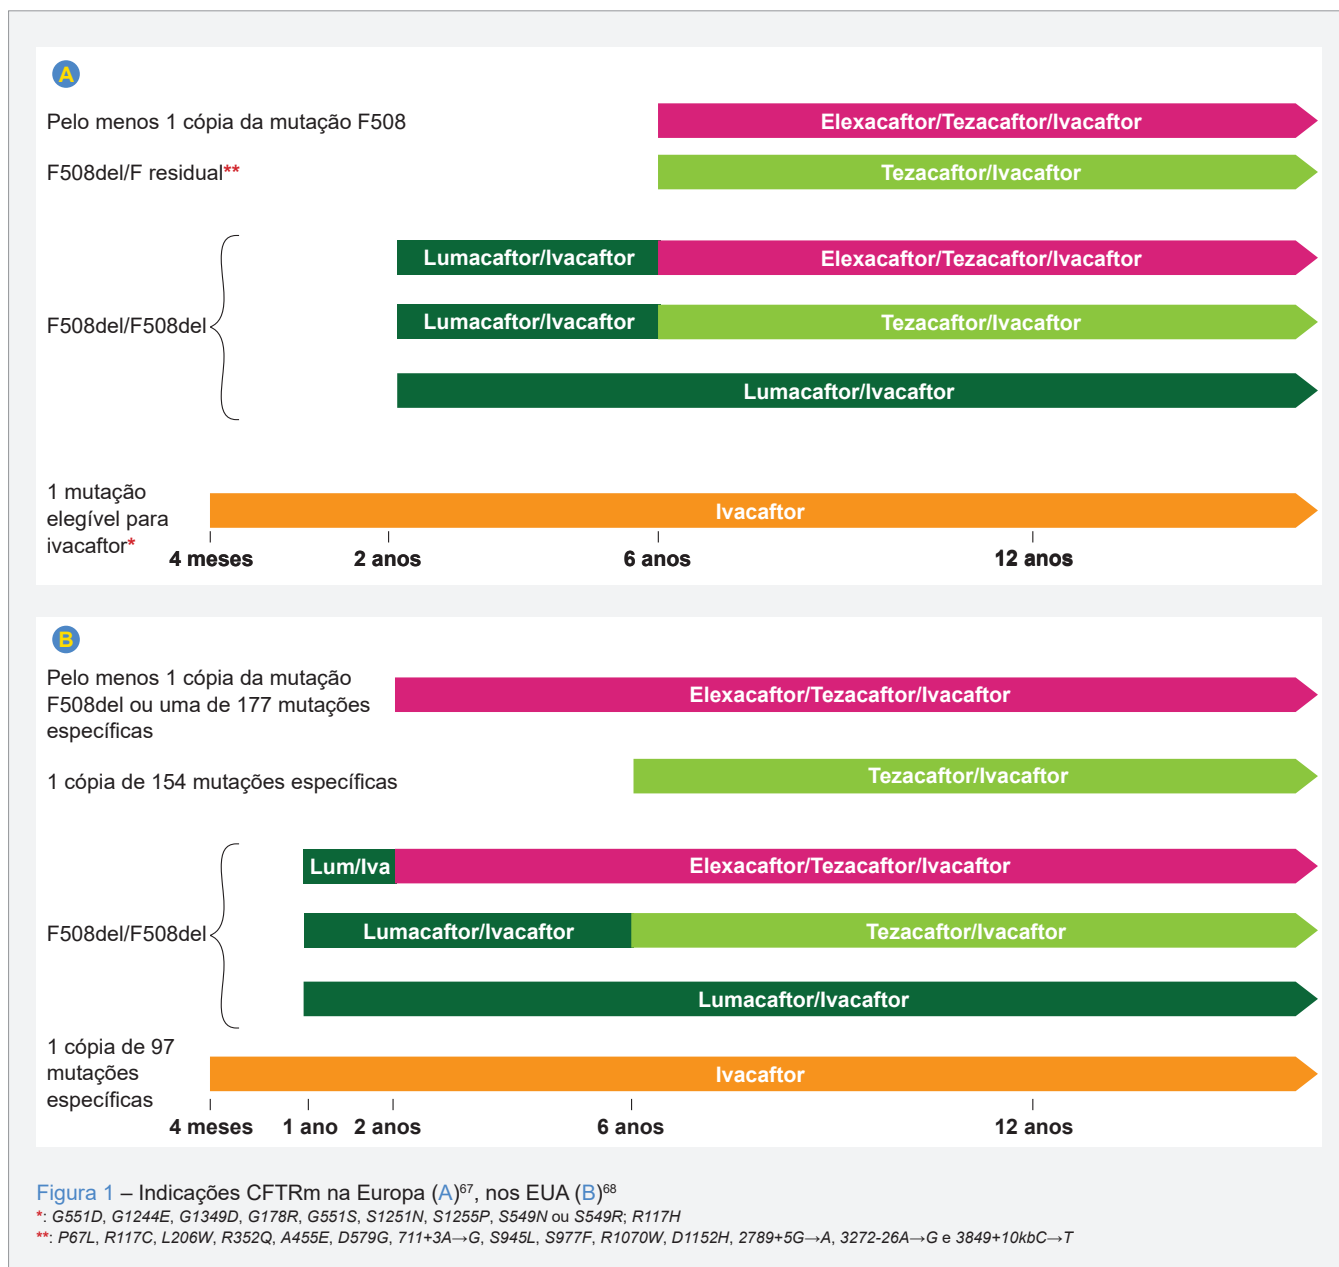 A
Pelo menos 1 cópia da mutação F508
Elexacaftor/Tezacaftor/Ivacaftor
F508del/F residual**
Tezacaftor/Ivacaftor
Lumacaftor/Ivacaftor
Elexacaftor/Tezacaftor/Ivacaftor
F508del/F508del
Lumacaftor/Ivacaftor
Tezacaftor/Ivacaftor
Lumacaftor/Ivacaftor
1 mutação
elegível para
ivacaftor*
Ivacaftor
4 meses
2 anos
6 anos
12 anos
B
Pelo menos 1 cópia da mutação
F508del ou uma de 177 mutações
específicas
Elexacaftor/Tezacaftor/Ivacaftor
1 cópia de 154 mutações específicas
Tezacaftor/Ivacaftor
Lum/Iva
Elexacaftor/Tezacaftor/Ivacaftor
F508del/F508del
Lumacaftor/Ivacaftor
Tezacaftor/Ivacaftor
Lumacaftor/Ivacaftor
1 cópia de 97
mutações
específicas
Ivacaftor
4 meses
1 ano
2 anos
6 anos
12 anos
Figura 1 – Indicações CFTRm na Europa (A)⁶⁷, nos EUA (B)⁶⁸
*: G551D, G1244E, G1349D, G178R, G551S, S1251N, S1255P, S549N ou S549R; R117H
**: P67L, R117C, L206W, R352Q, A455E, D579G, 711+3A→G, S945L, S977F, R1070W, D1152H, 2789+5G→A, 3272-26A→G e 3849+10kbC→T